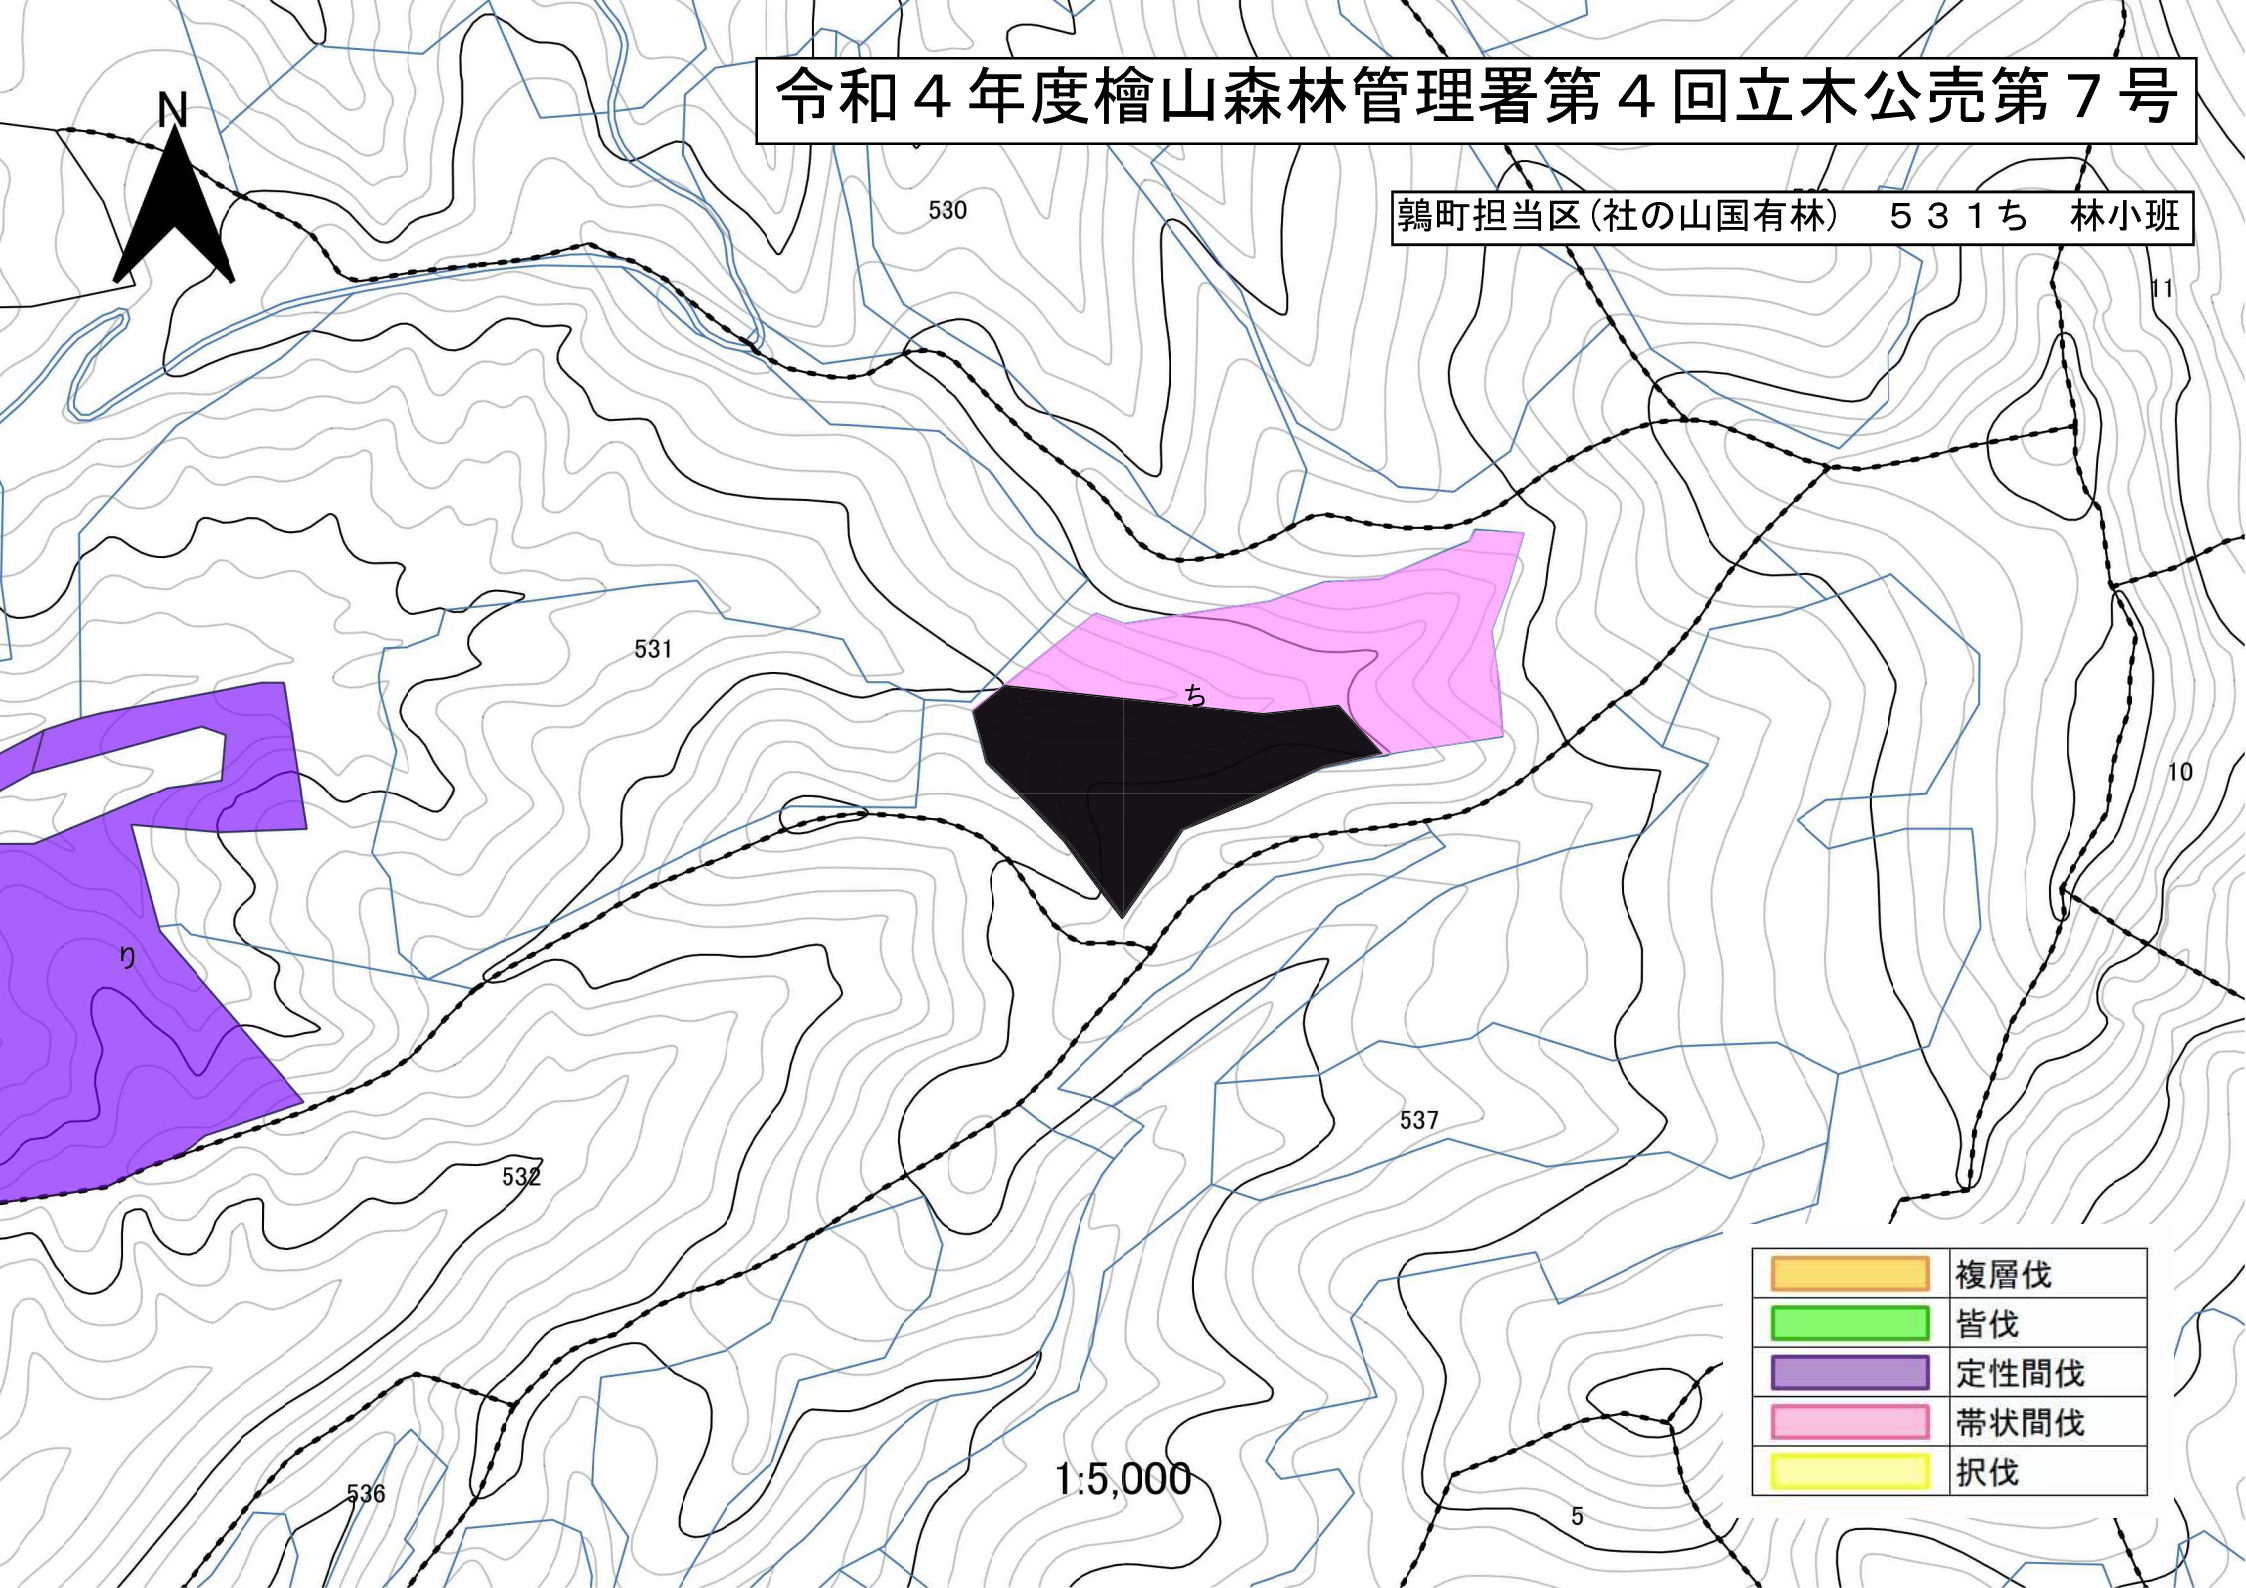 令和４年度檜山森林管理署第４回立木公売第７号
N
530
鶉町担当区(社の山国有林)　５３１ち　林小班
11
531
ち
10
り
537
532
複層伐
皆伐
定性間伐
帯状間伐
択伐
1:5,000
536
5